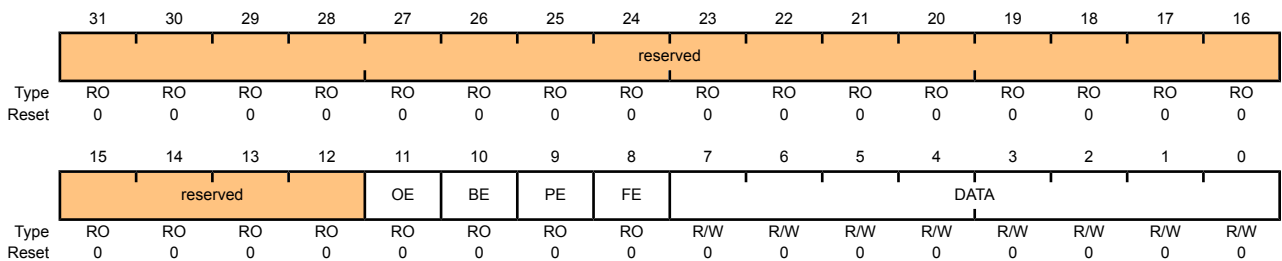 31 30 29 28 27 26 25 24 23 22 21 20 19 18 17 16
reserved
Type RO RO RO RO RO RO RO RO RO RO RO RO RO RO RO RO
Reset 0 0 0 0 0 0 0 0 0 0 0 0 0 0 0 0
15 14 13 12 11 10 9 8 7 6 5 4 3 2 1 0
reserved OE BE PE FE DATA
Type RO RO RO RO RO RO RO RO R/W R/W R/W R/W R/W R/W R/W R/W
Reset 0 0 0 0 0 0 0 0 0 0 0 0 0 0 0 0